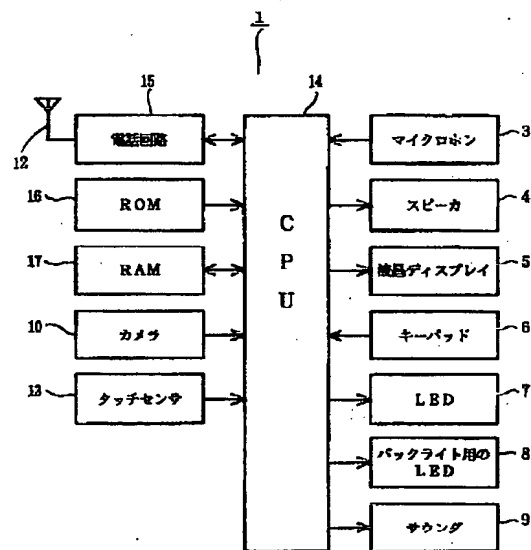 1
15
14
12
電話回路
マイクロホン
3
16
ROM
スピーカ
4
17
RAM
C
P
U
液晶ディスプレイ
5
10
カメラ
キーパッド
6
13
タッチセンサ
LED
7
バックライト用の
LED
8
サウンダ
9